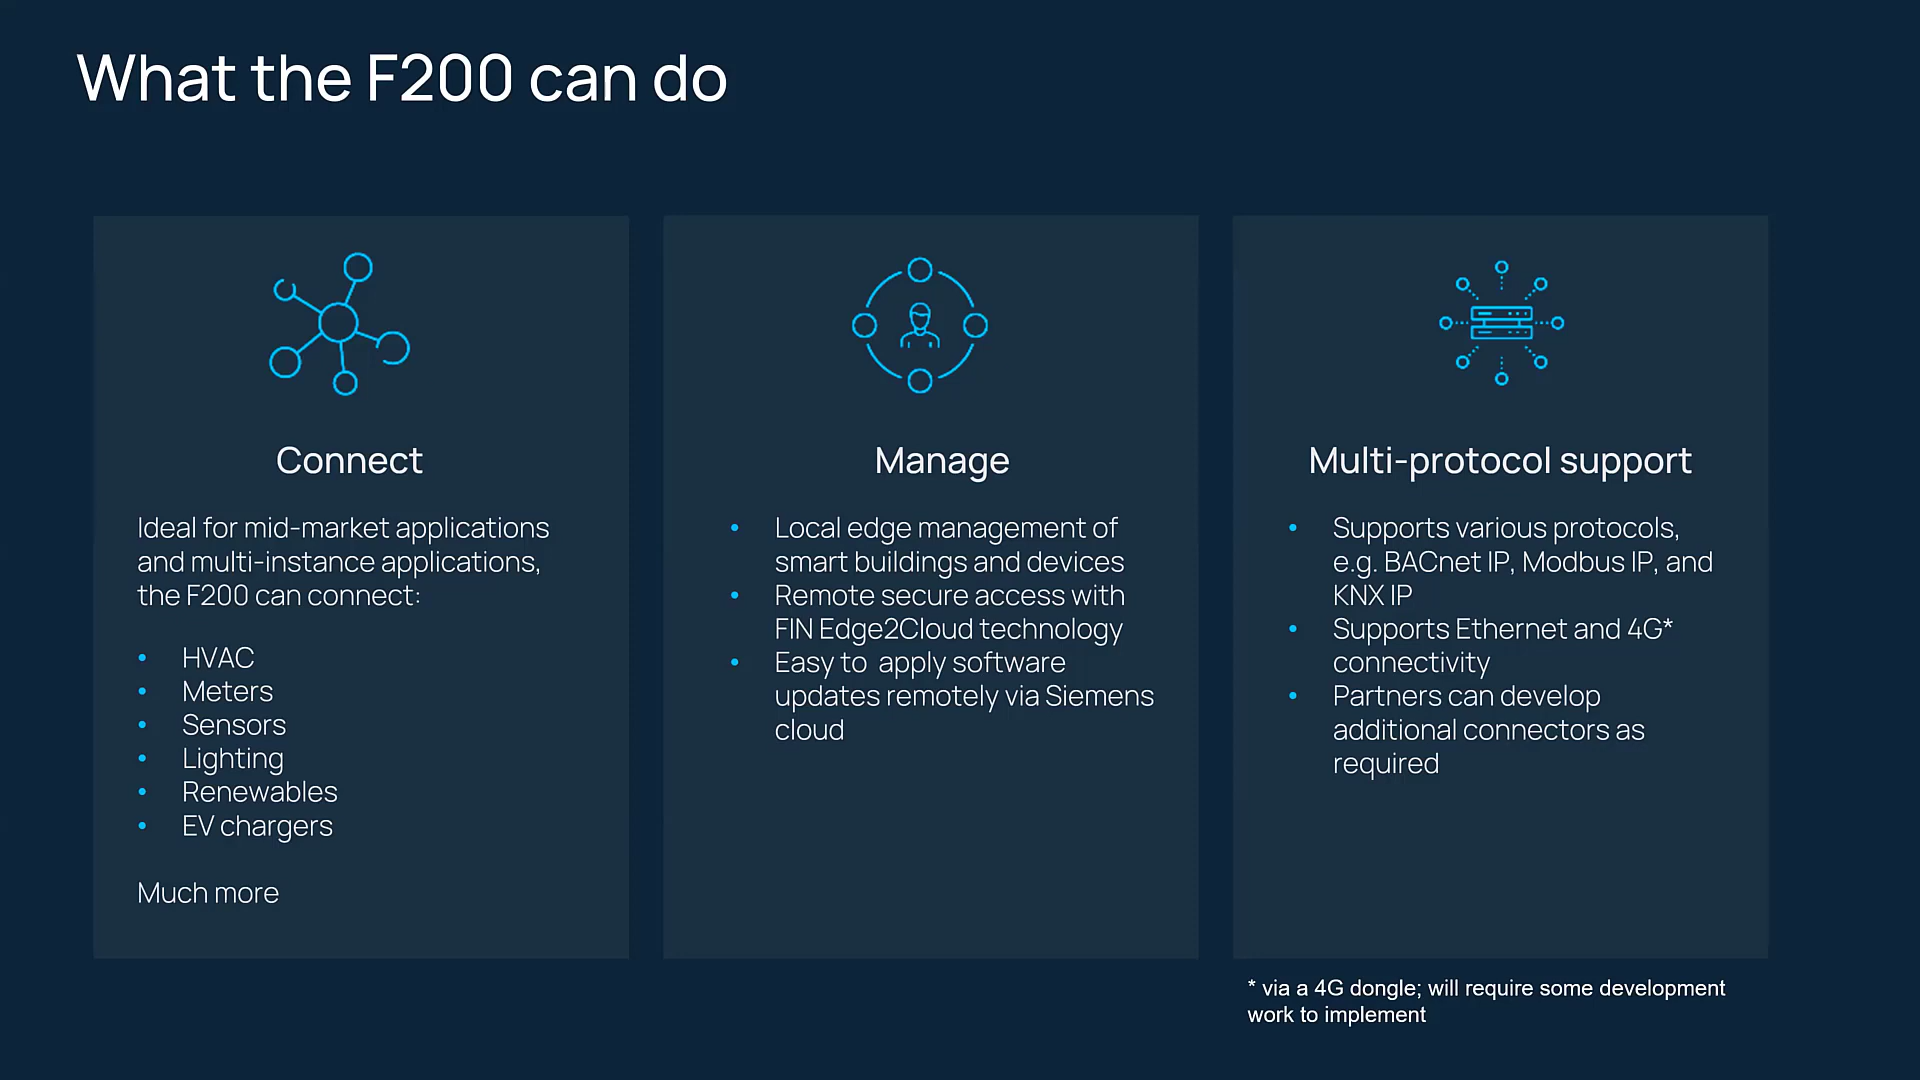 What the F200 can do
Connect
Ideal for mid-market applications
and multi-instance applications,
the F200 can connect:
• HVAC
• Meters
• Sensors
• Lighting
• Renewables
• EV chargers
Much more
Manage
• Local edge management of
smart buildings and devices
• Remote secure access with
FIN Edge2Cloud technology
• Easy to  apply software
updates remotely via Siemens
cloud
Multi-protocol support
• Supports various protocols,
e.g. BACnet IP, Modbus IP, and
KNX IP
• Supports Ethernet and 4G*
connectivity
• Partners can develop
additional connectors as
required
* via a 4G dongle; will require some development
work to implement